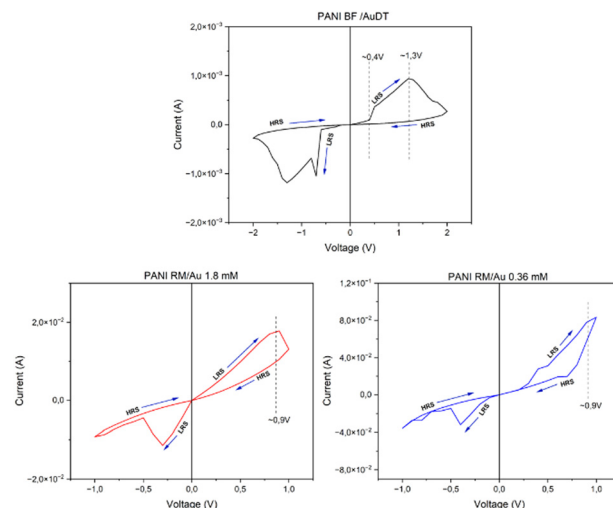 PANI BF /AuDT
2,0×10⁻³
1,0×10⁻³
0,0
-1,0×10⁻³
-2,0×10⁻³
Current (A)
~0,4V
~1,3V
LRS
HRS
HRS
LRS
-2
-1
0
1
2
Voltage (V)
PANI RM/Au 1.8 mM
2,0×10⁻²
0,0
-2,0×10⁻²
Current (A)
LRS
HRS
HRS
LRS
~0,9V
-1,0
-0,5
0,0
0,5
1,0
Voltage (V)
PANI RM/Au 0.36 mM
1,2×10⁻¹
8,0×10⁻²
4,0×10⁻²
0,0
-4,0×10⁻²
-8,0×10⁻²
Current (A)
LRS
HRS
HRS
LRS
~0,9V
-1,0
-0,5
0,0
0,5
1,0
Voltage (V)